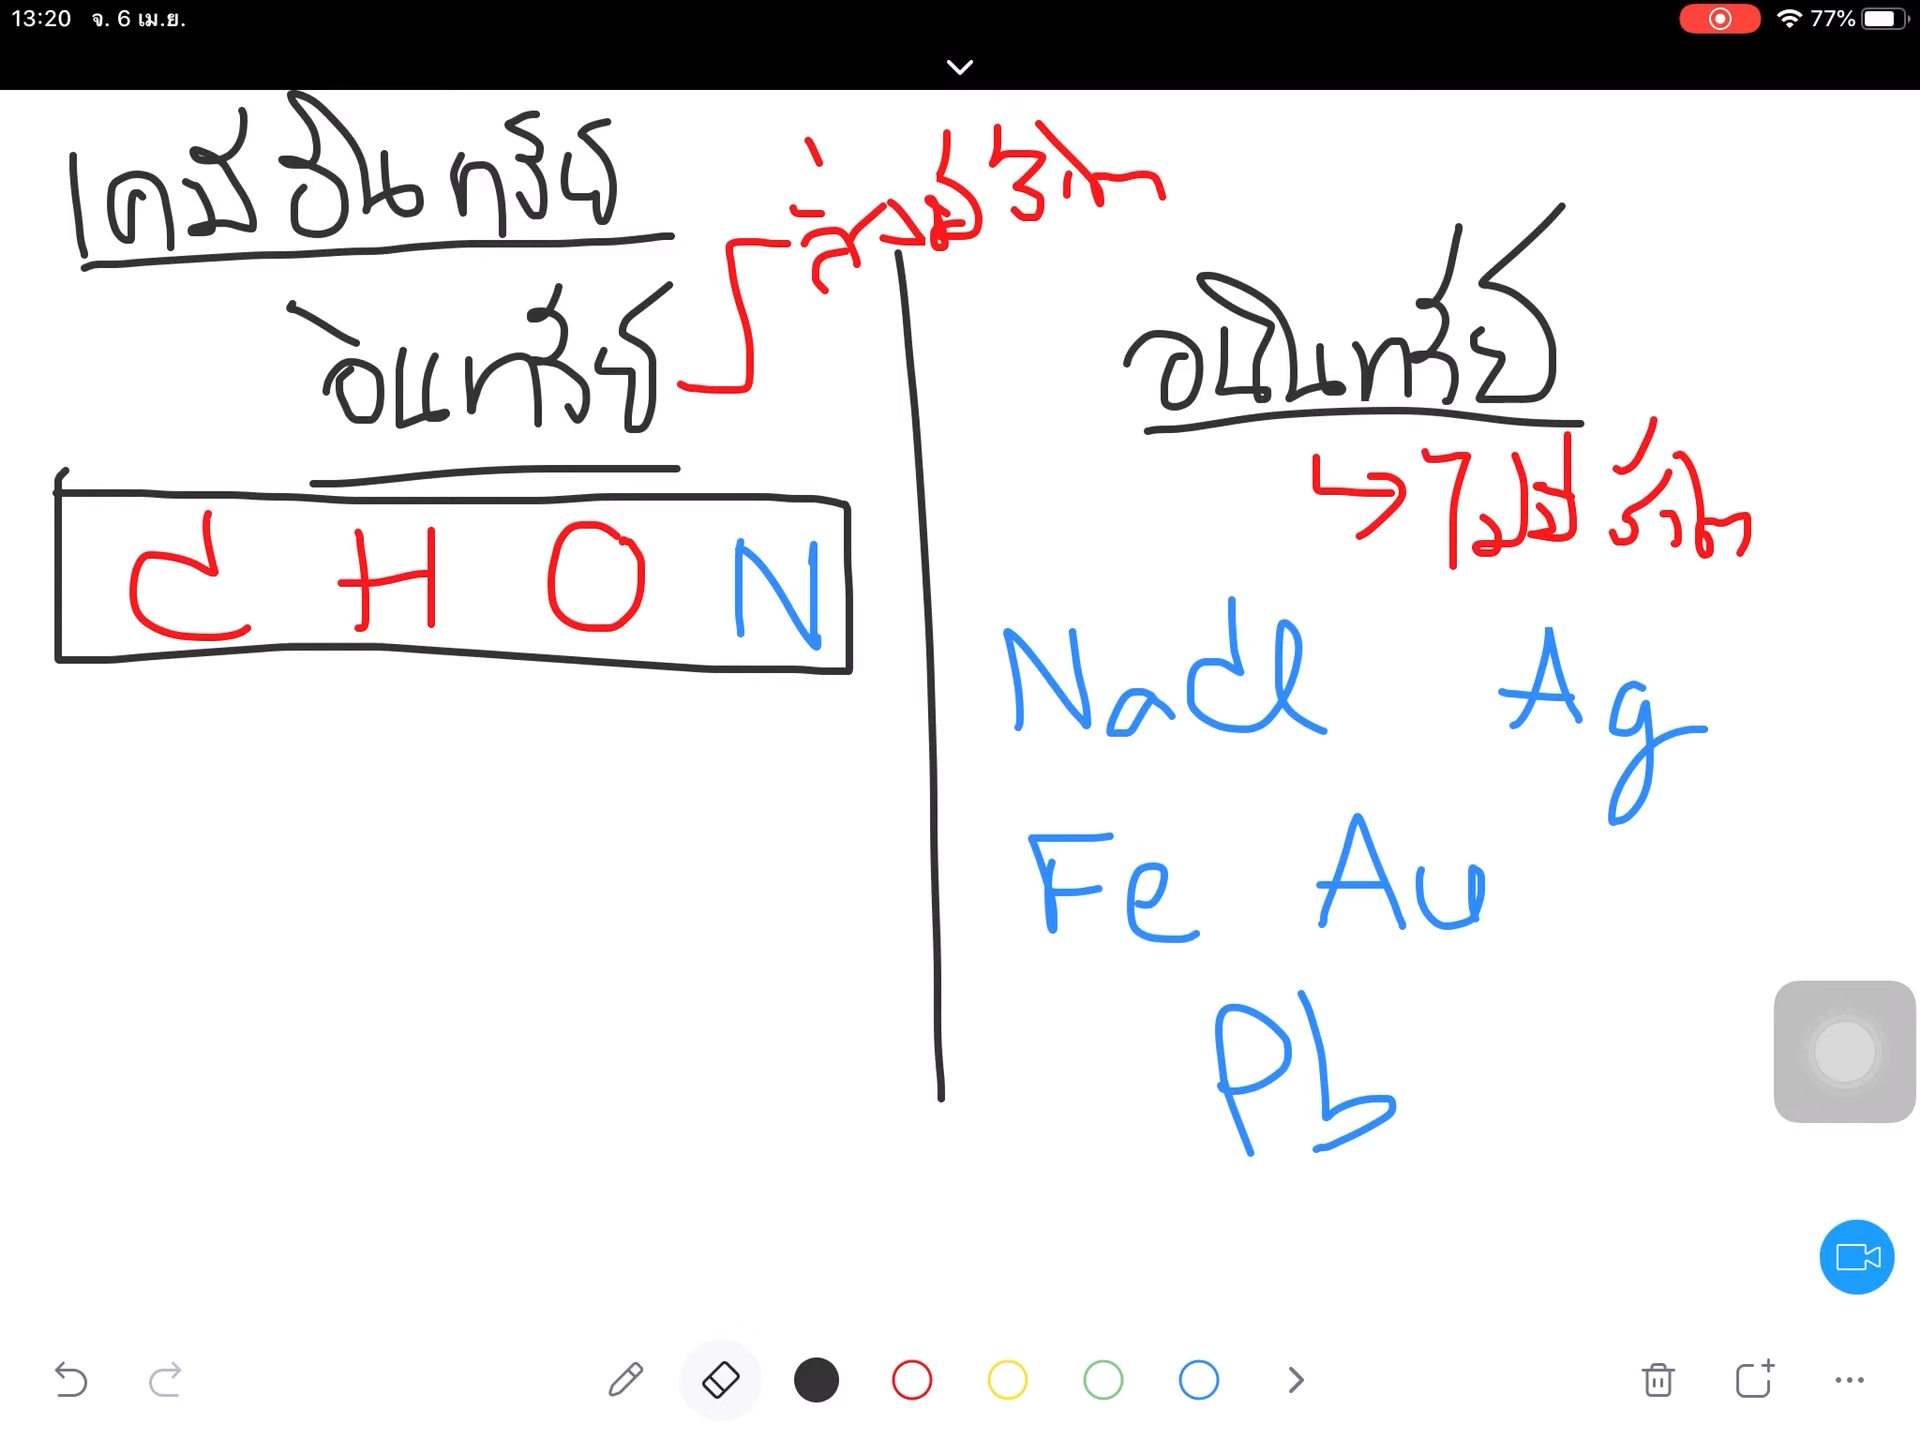 13:20 จ. 6 เม.ย. 77%
เคมีอินทรีย์
สิ่งมีชีวิต
อินทรีย์
อนินทรีย์
ไม่มีชีวิต
C H O N
NaCl Ag
Fe Au
Pb